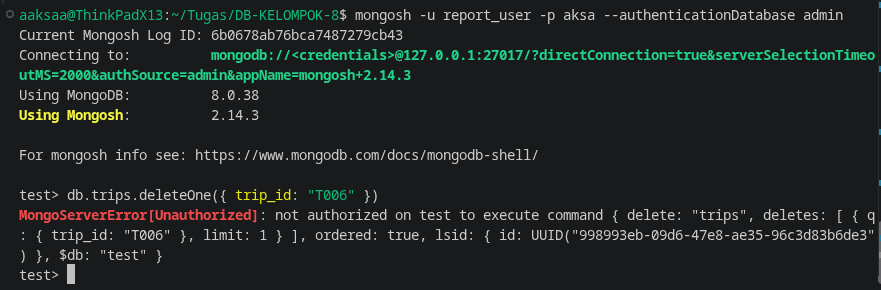 aaksaa@ThinkPadX13:~/Tugas/DB-KELOMPOK-8$ mongosh -u report_user -p aksa --authenticationDatabase admin
Current Mongosh Log ID: 6b0678ab76bca7487279cb43
Connecting to:          mongodb://<credentials>@127.0.0.1:27017/?directConnection=true&serverSelectionTimeo
utMS=2000&authSource=admin&appName=mongosh+2.14.3
Using MongoDB:          8.0.38
Using Mongosh:          2.14.3

For mongosh info see: https://www.mongodb.com/docs/mongodb-shell/

test> db.trips.deleteOne({ trip_id: "T006" })
MongoServerError[Unauthorized]: not authorized on test to execute command { delete: "trips", deletes: [ { q
: { trip_id: "T006" }, limit: 1 } ], ordered: true, lsid: { id: UUID("998993eb-09d6-47e8-ae35-96c3d83b6de3"
) }, $db: "test" }
test>